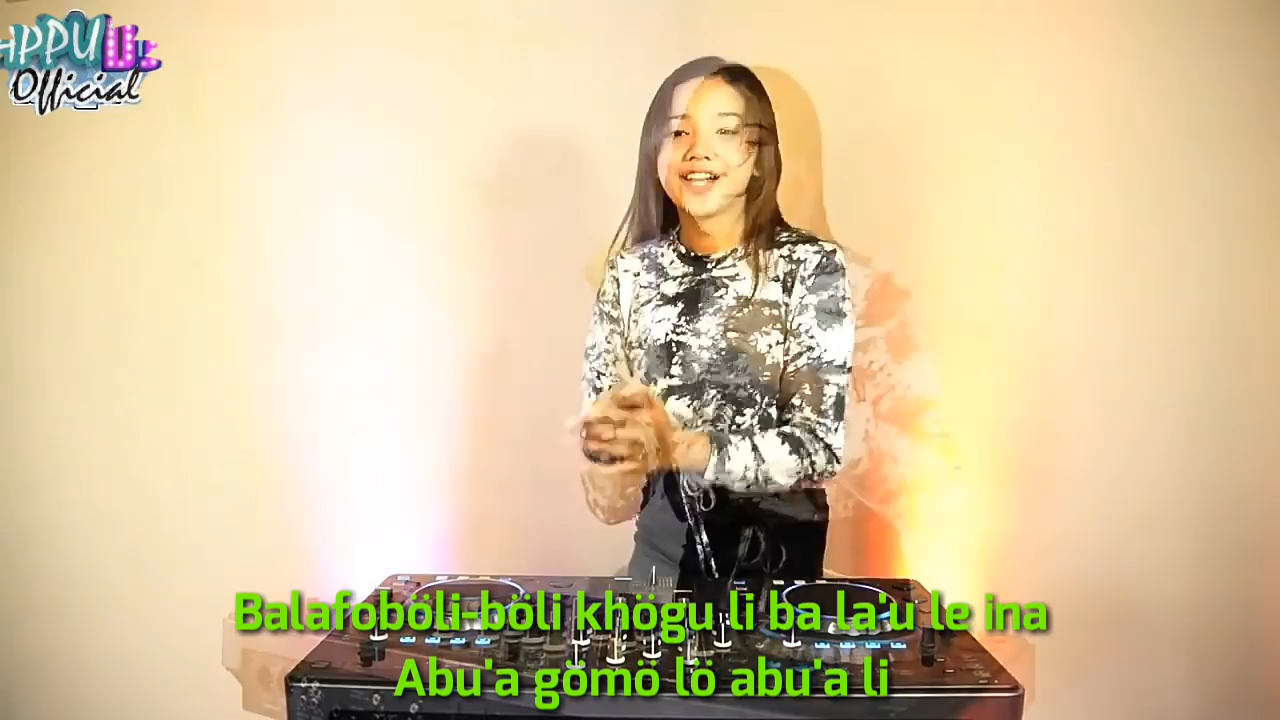 Official
Balafoböli-böli khögu li ba la'u le ina
Abu'a gömö lö abu'a li